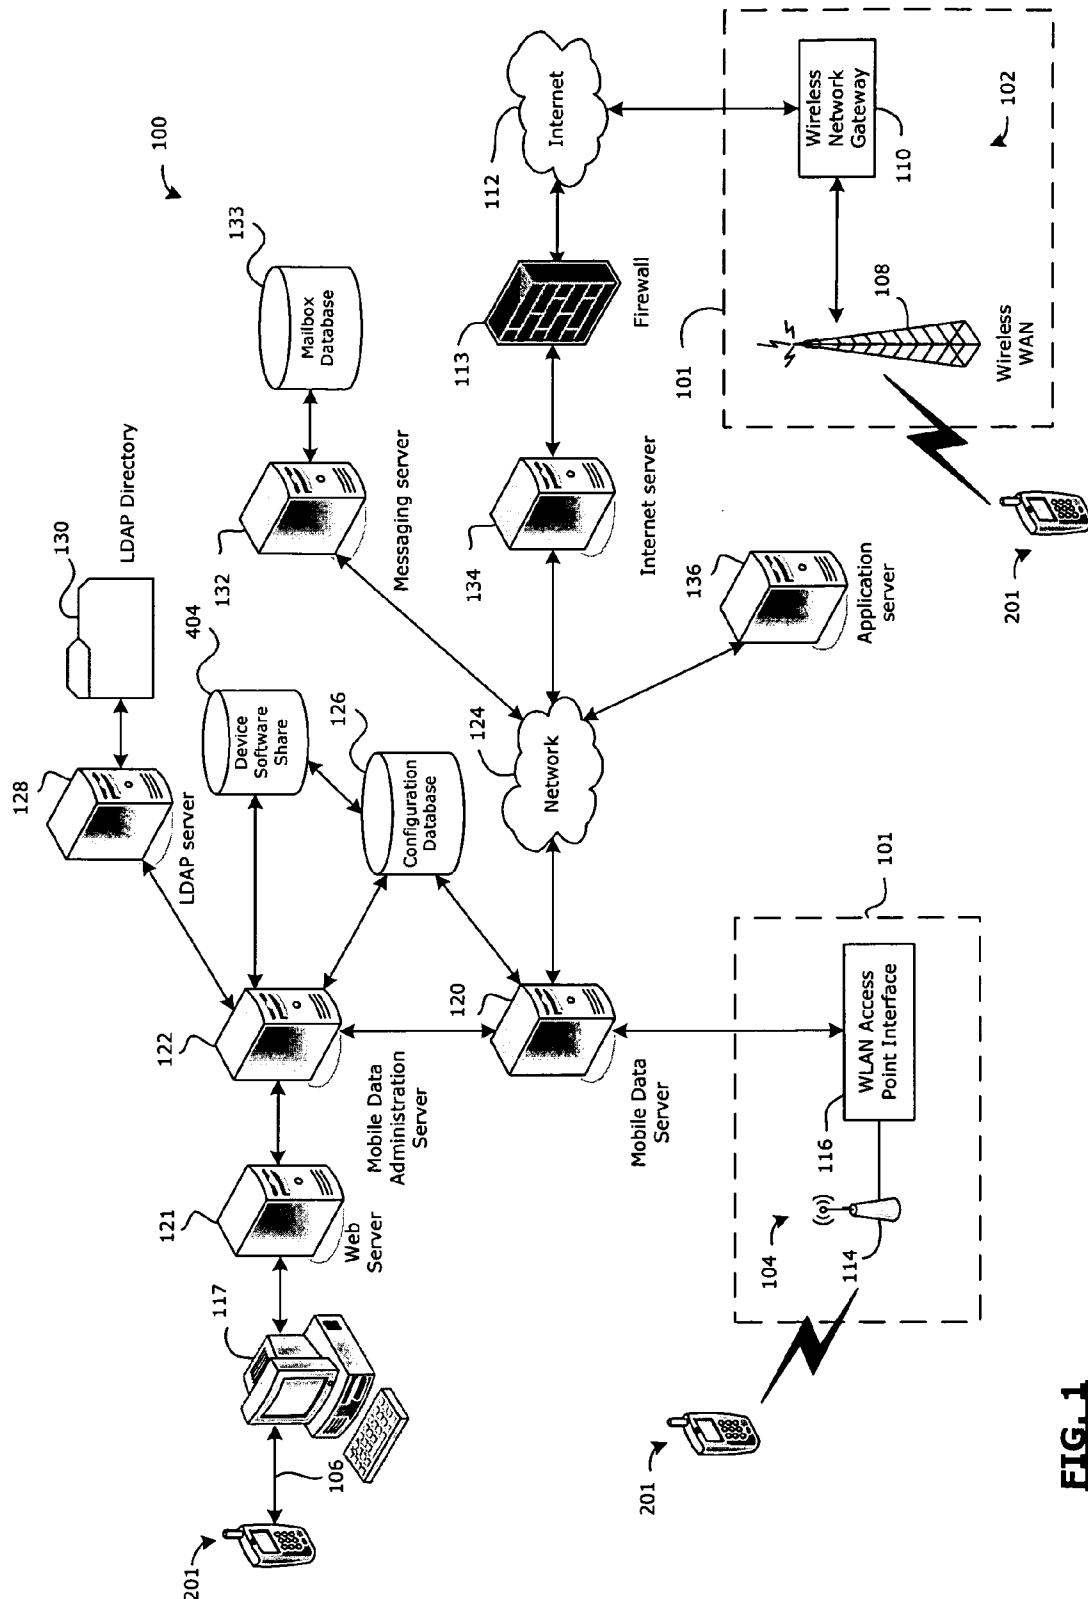 100
LDAP Directory
130
133
Mailbox
Database
128
LDAP server
404
Device
Software
Share
132
Messaging server
126
Configuration
Database
112
Internet
113
Firewall
122
Mobile Data
Administration
Server
121
Web
Server
117
106
201
120
Mobile Data
Server
124
Network
134
Internet server
136
Application
server
101
Wireless
Network
Gateway
110
102
108
Wireless
WAN
201
101
WLAN Access
Point Interface
116
104
114
201
FIG. 1